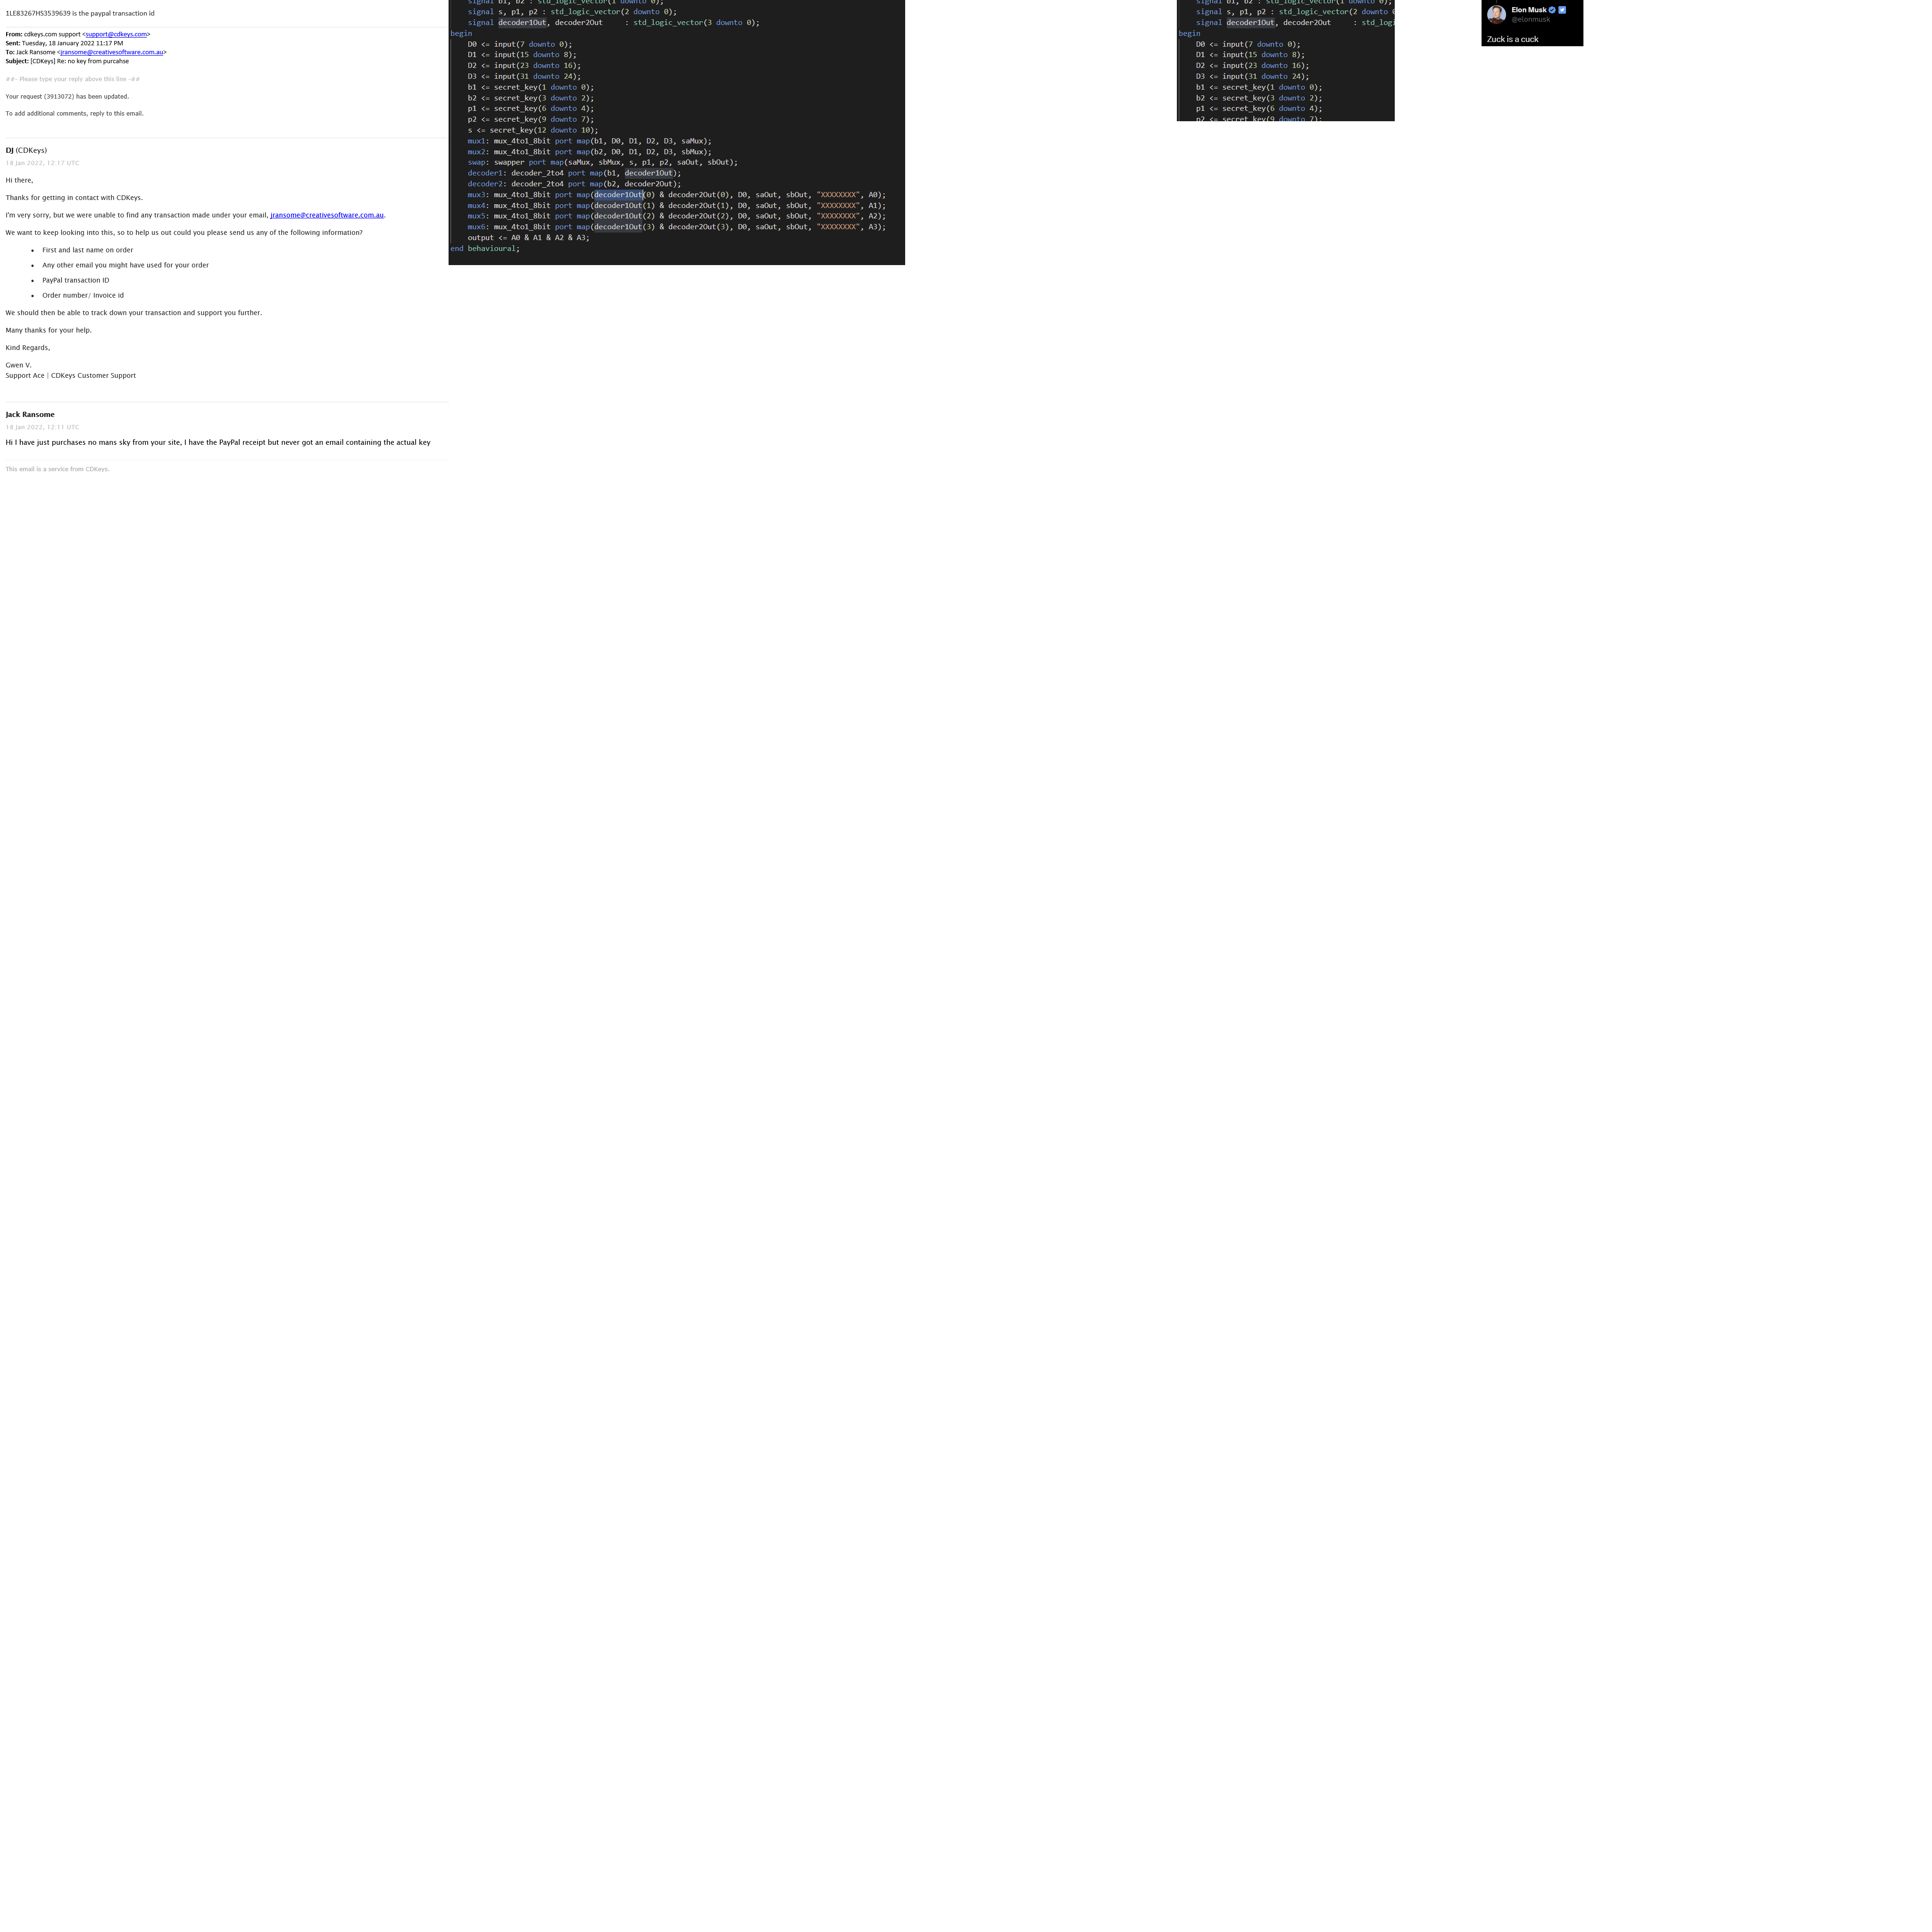 1LE83267HS3539639 is the paypal transaction id
From: cdkeys.com support <support@cdkeys.com>
Sent: Tuesday, 18 January 2022 11:17 PM
To: Jack Ransome <jransome@creativesoftware.com.au>
Subject: [CDKeys] Re: no key from purcahse
##- Please type your reply above this line -##
Your request (3913072) has been updated.
To add additional comments, reply to this email.
DJ (CDKeys)
18 Jan 2022, 12:17 UTC
Hi there,
Thanks for getting in contact with CDKeys.
I'm very sorry, but we were unable to find any transaction made under your email, jransome@creativesoftware.com.au.
We want to keep looking into this, so to help us out could you please send us any of the following information?
• First and last name on order
• Any other email you might have used for your order
• PayPal transaction ID
• Order number/ Invoice id
We should then be able to track down your transaction and support you further.
Many thanks for your help.
Kind Regards,
Gwen V.
Support Ace | CDKeys Customer Support
Jack Ransome
18 Jan 2022, 12:11 UTC
Hi I have just purchases no mans sky from your site, I have the PayPal receipt but never got an email containing the actual key
This email is a service from CDKeys.
signal b1, b2 : std_logic_vector(1 downto 0);
signal s, p1, p2 : std_logic_vector(2 downto 0);
signal decoder1Out, decoder2Out : std_logic_vector(3 downto 0);
begin
D0 <= input(7 downto 0);
D1 <= input(15 downto 8);
D2 <= input(23 downto 16);
D3 <= input(31 downto 24);
b1 <= secret_key(1 downto 0);
b2 <= secret_key(3 downto 2);
p1 <= secret_key(6 downto 4);
p2 <= secret_key(9 downto 7);
s <= secret_key(12 downto 10);
mux1: mux_4to1_8bit port map(b1, D0, D1, D2, D3, saMux);
mux2: mux_4to1_8bit port map(b2, D0, D1, D2, D3, sbMux);
swap: swapper port map(saMux, sbMux, s, p1, p2, saOut, sbOut);
decoder1: decoder_2to4 port map(b1, decoder1Out);
decoder2: decoder_2to4 port map(b2, decoder2Out);
mux3: mux_4to1_8bit port map(decoder1Out(0) & decoder2Out(0), D0, saOut, sbOut, "XXXXXXXX", A0);
mux4: mux_4to1_8bit port map(decoder1Out(1) & decoder2Out(1), D0, saOut, sbOut, "XXXXXXXX", A1);
mux5: mux_4to1_8bit port map(decoder1Out(2) & decoder2Out(2), D0, saOut, sbOut, "XXXXXXXX", A2);
mux6: mux_4to1_8bit port map(decoder1Out(3) & decoder2Out(3), D0, saOut, sbOut, "XXXXXXXX", A3);
output <= A0 & A1 & A2 & A3;
end behavioural;
signal b1, b2 : std_logic_vector(1 downto 0);
signal s, p1, p2 : std_logic_vector(2 downto 0
signal decoder1Out, decoder2Out : std_logi
begin
D0 <= input(7 downto 0);
D1 <= input(15 downto 8);
D2 <= input(23 downto 16);
D3 <= input(31 downto 24);
b1 <= secret_key(1 downto 0);
b2 <= secret_key(3 downto 2);
p1 <= secret_key(6 downto 4);
p2 <= secret_key(9 downto 7);
Elon Musk
@elonmusk
Zuck is a cuck